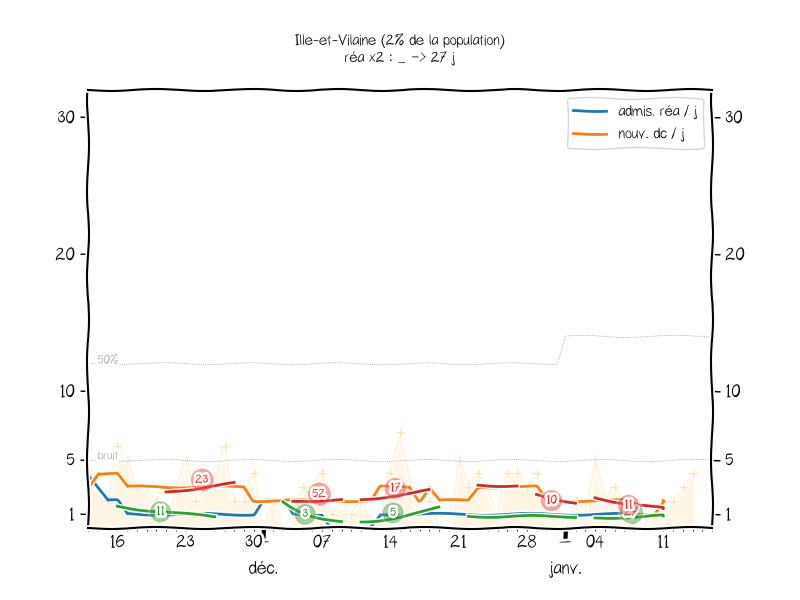 Ille-et-Vilaine (2% de la population)
réa x2 : _ -> 27 j
admis. réa / j
nouv. dc / j
30 30
20 20
50%
10 10
bruit
5 5
1 1
23
52
17
10
11
11
3
5
27
16 23 30 07 14 21 28 04 11
déc. janv.